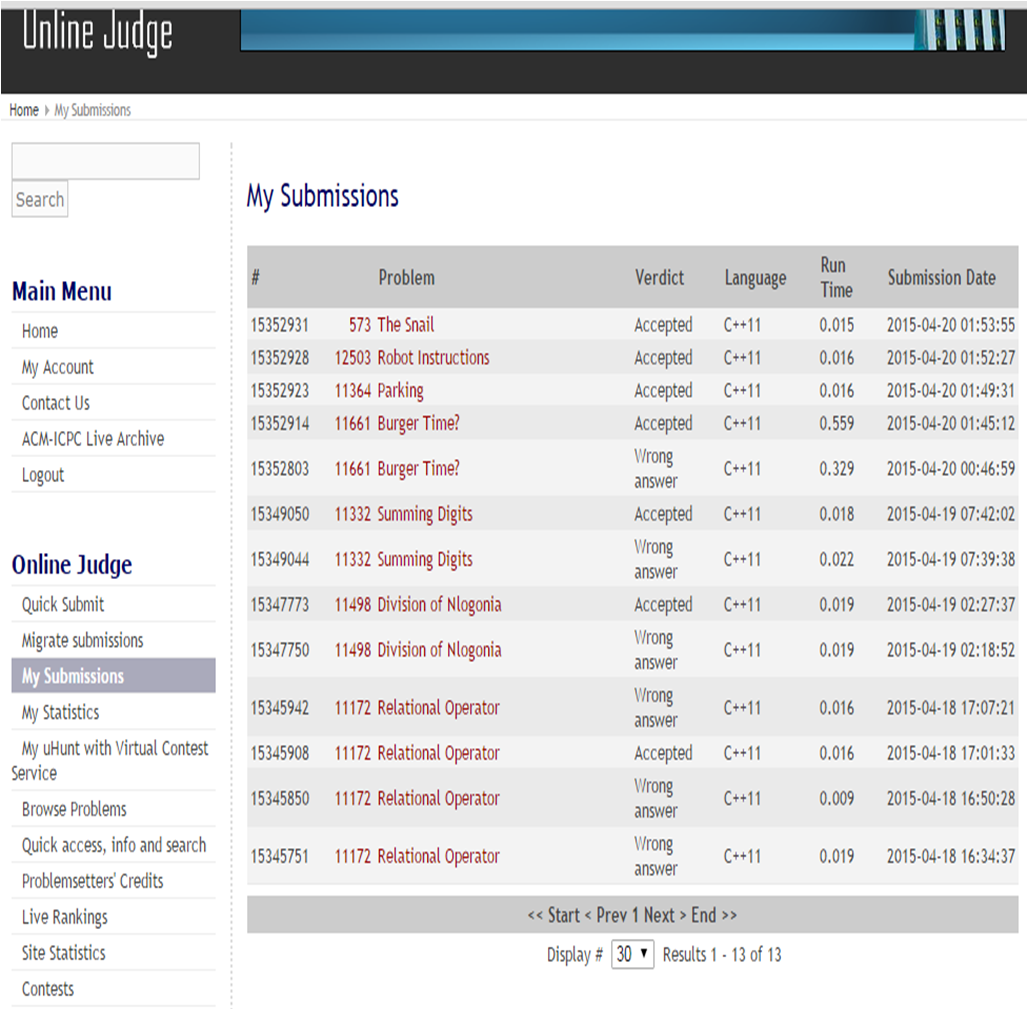 Online Judge
Home My Submissions
Search
Main Menu
Home
My Account
Contact Us
ACM-ICPC Live Archive
Logout
Online Judge
Quick Submit
Migrate submissions
My Submissions
My Statistics
My uHunt with Virtual Contest
Service
Browse Problems
Quick access, info and search
Problemsetters' Credits
Live Rankings
Site Statistics
Contests
My Submissions
# Problem Verdict Language Run Time Submission Date
15352931 573 The Snail Accepted C++11 0.015 2015-04-20 01:53:55
15352928 12503 Robot Instructions Accepted C++11 0.016 2015-04-20 01:52:27
15352923 11364 Parking Accepted C++11 0.016 2015-04-20 01:49:31
15352914 11661 Burger Time? Accepted C++11 0.559 2015-04-20 01:45:12
15352803 11661 Burger Time? Wrong answer C++11 0.329 2015-04-20 00:46:59
15349050 11332 Summing Digits Accepted C++11 0.018 2015-04-19 07:42:02
15349044 11332 Summing Digits Wrong answer C++11 0.022 2015-04-19 07:39:38
15347773 11498 Division of Nlogonia Accepted C++11 0.019 2015-04-19 02:27:37
15347750 11498 Division of Nlogonia Wrong answer C++11 0.019 2015-04-19 02:18:52
15345942 11172 Relational Operator Wrong answer C++11 0.016 2015-04-18 17:07:21
15345908 11172 Relational Operator Accepted C++11 0.016 2015-04-18 17:01:33
15345850 11172 Relational Operator Wrong answer C++11 0.009 2015-04-18 16:50:28
15345751 11172 Relational Operator Wrong answer C++11 0.019 2015-04-18 16:34:37
<< Start < Prev 1 Next > End >>
Display # 30 Results 1 - 13 of 13